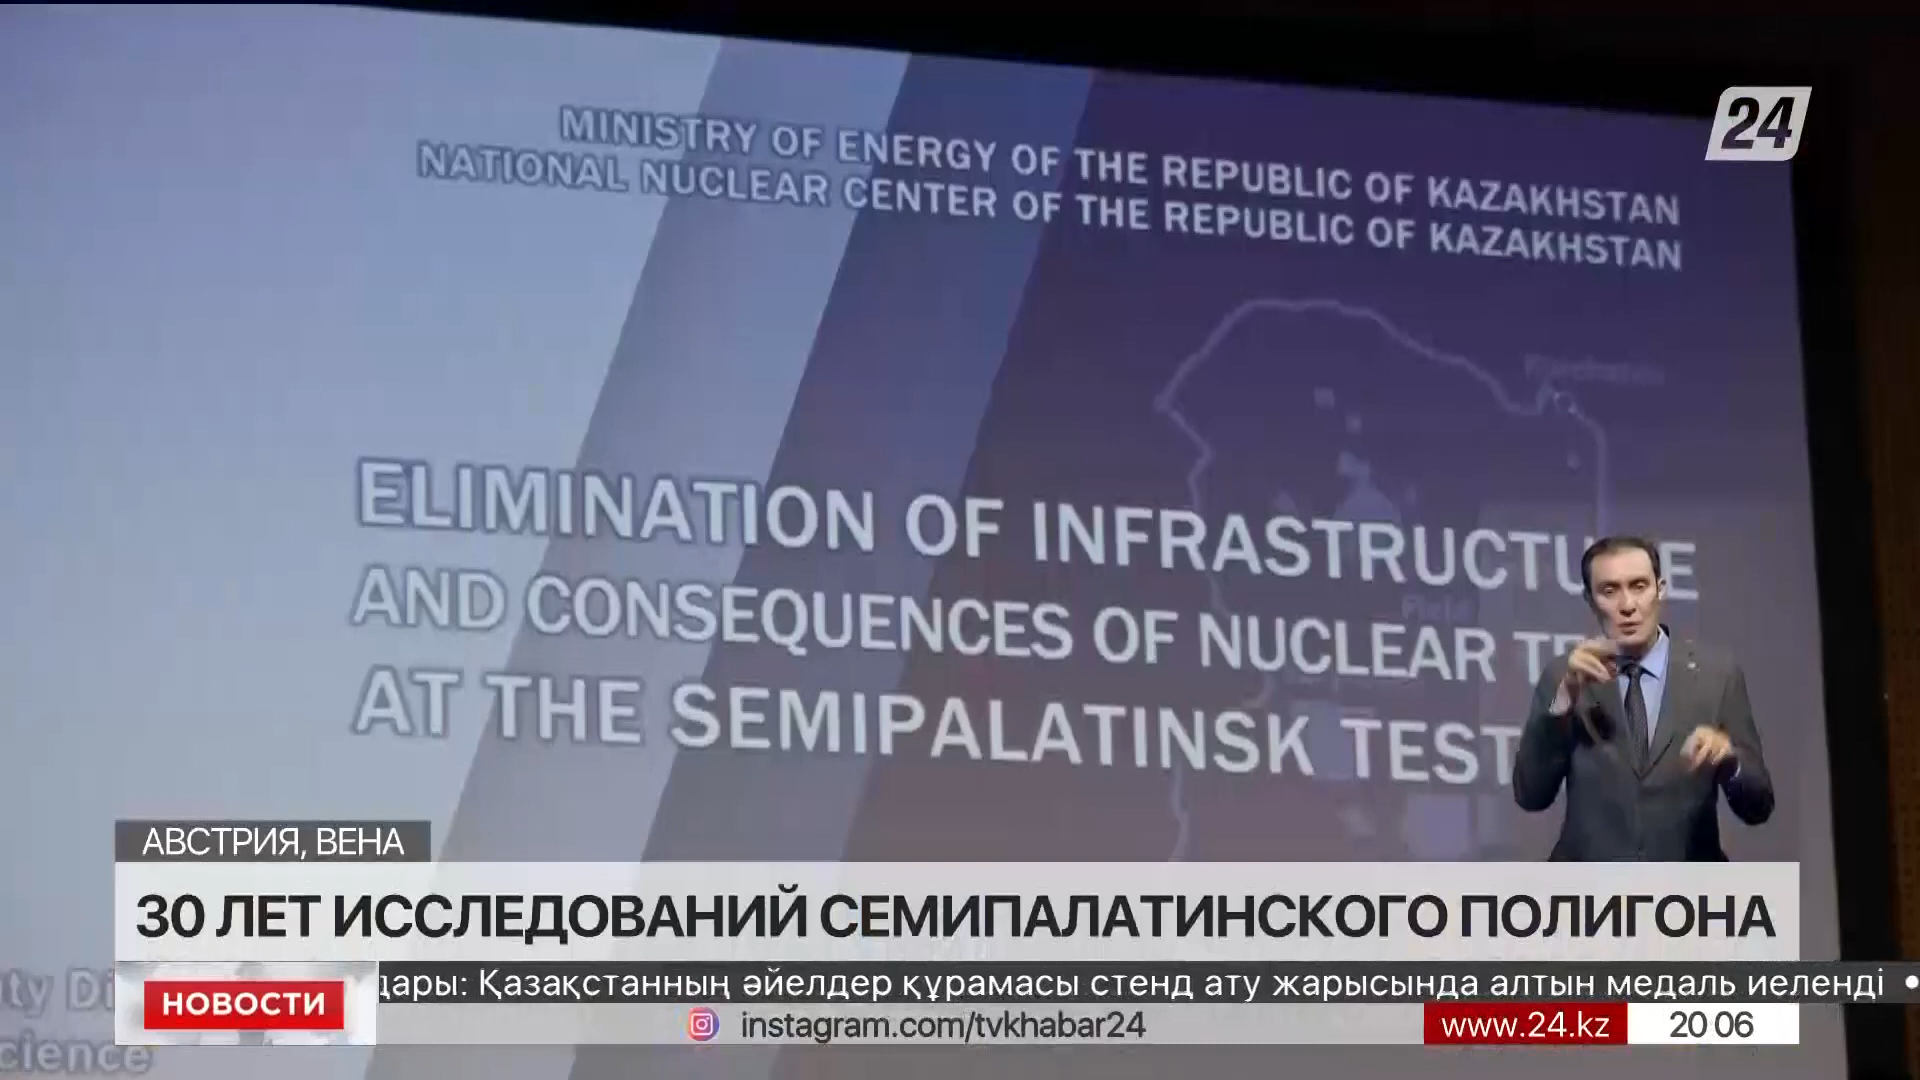 24
MINISTRY OF ENERGY OF THE REPUBLIC OF KAZAKHSTAN
NATIONAL NUCLEAR CENTER OF THE REPUBLIC OF KAZAKHSTAN
ELIMINATION OF INFRASTRUCTURE
AND CONSEQUENCES OF NUCLEAR
AT THE SEMIPALATINSK TEST
Field
АВСТРИЯ, ВЕНА
30 ЛЕТ ИССЛЕДОВАНИЙ СЕМИПАЛАТИНСКОГО ПОЛИГОНА
НОВОСТИ
дары: Қазақстанның әйелдер құрамасы стенд ату жарысында алтын медаль иеленді •
instagram.com/tvkhabar24
www.24.kz
20 06